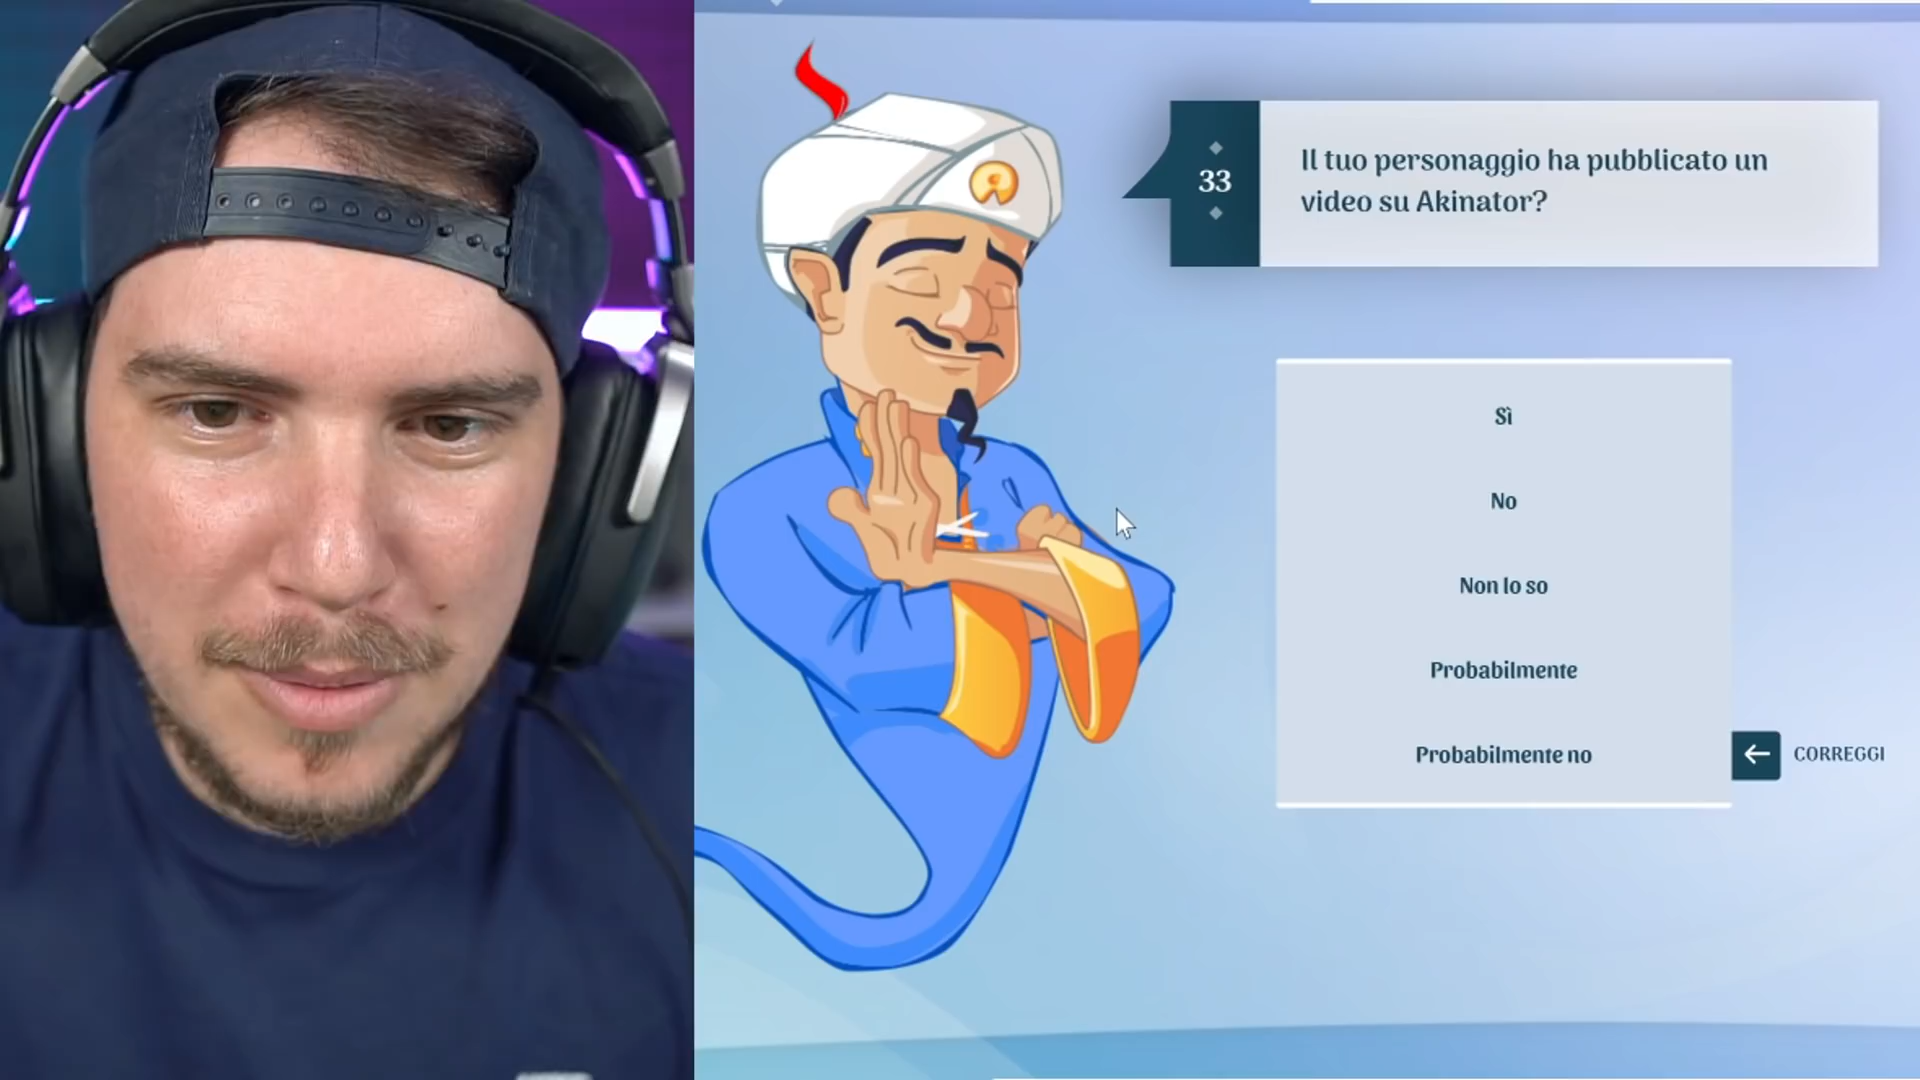 33
Il tuo personaggio ha pubblicato un
video su Akinator?
Sì
No
Non lo so
Probabilmente
Probabilmente no
CORREGGI